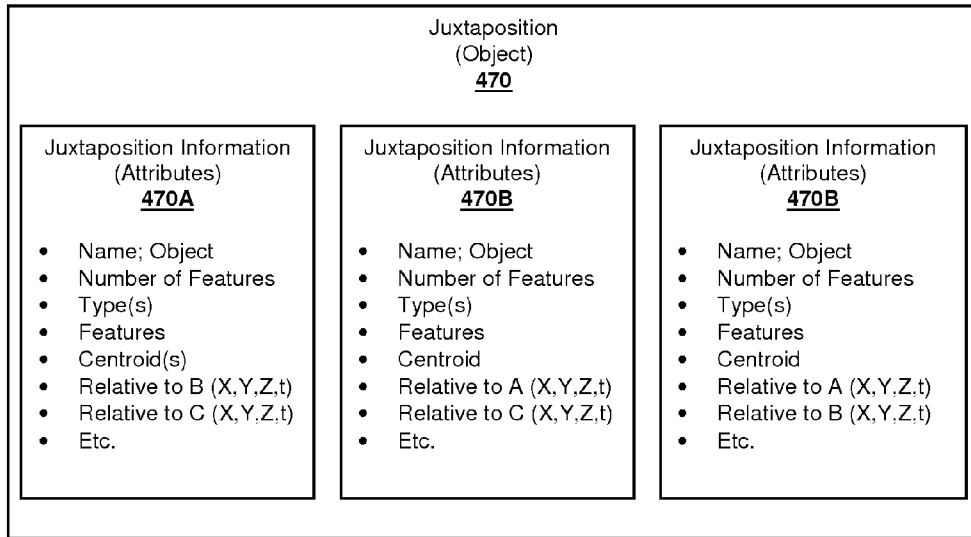 Juxtaposition
(Object)
470
Juxtaposition Information
(Attributes)
470A
• Name; Object
• Number of Features
• Type(s)
• Features
• Centroid(s)
• Relative to B (X,Y,Z,t)
• Relative to C (X,Y,Z,t)
• Etc.
Juxtaposition Information
(Attributes)
470B
• Name; Object
• Number of Features
• Type(s)
• Features
• Centroid
• Relative to A (X,Y,Z,t)
• Relative to C (X,Y,Z,t)
• Etc.
Juxtaposition Information
(Attributes)
470B
• Name; Object
• Number of Features
• Type(s)
• Features
• Centroid
• Relative to A (X,Y,Z,t)
• Relative to B (X,Y,Z,t)
• Etc.